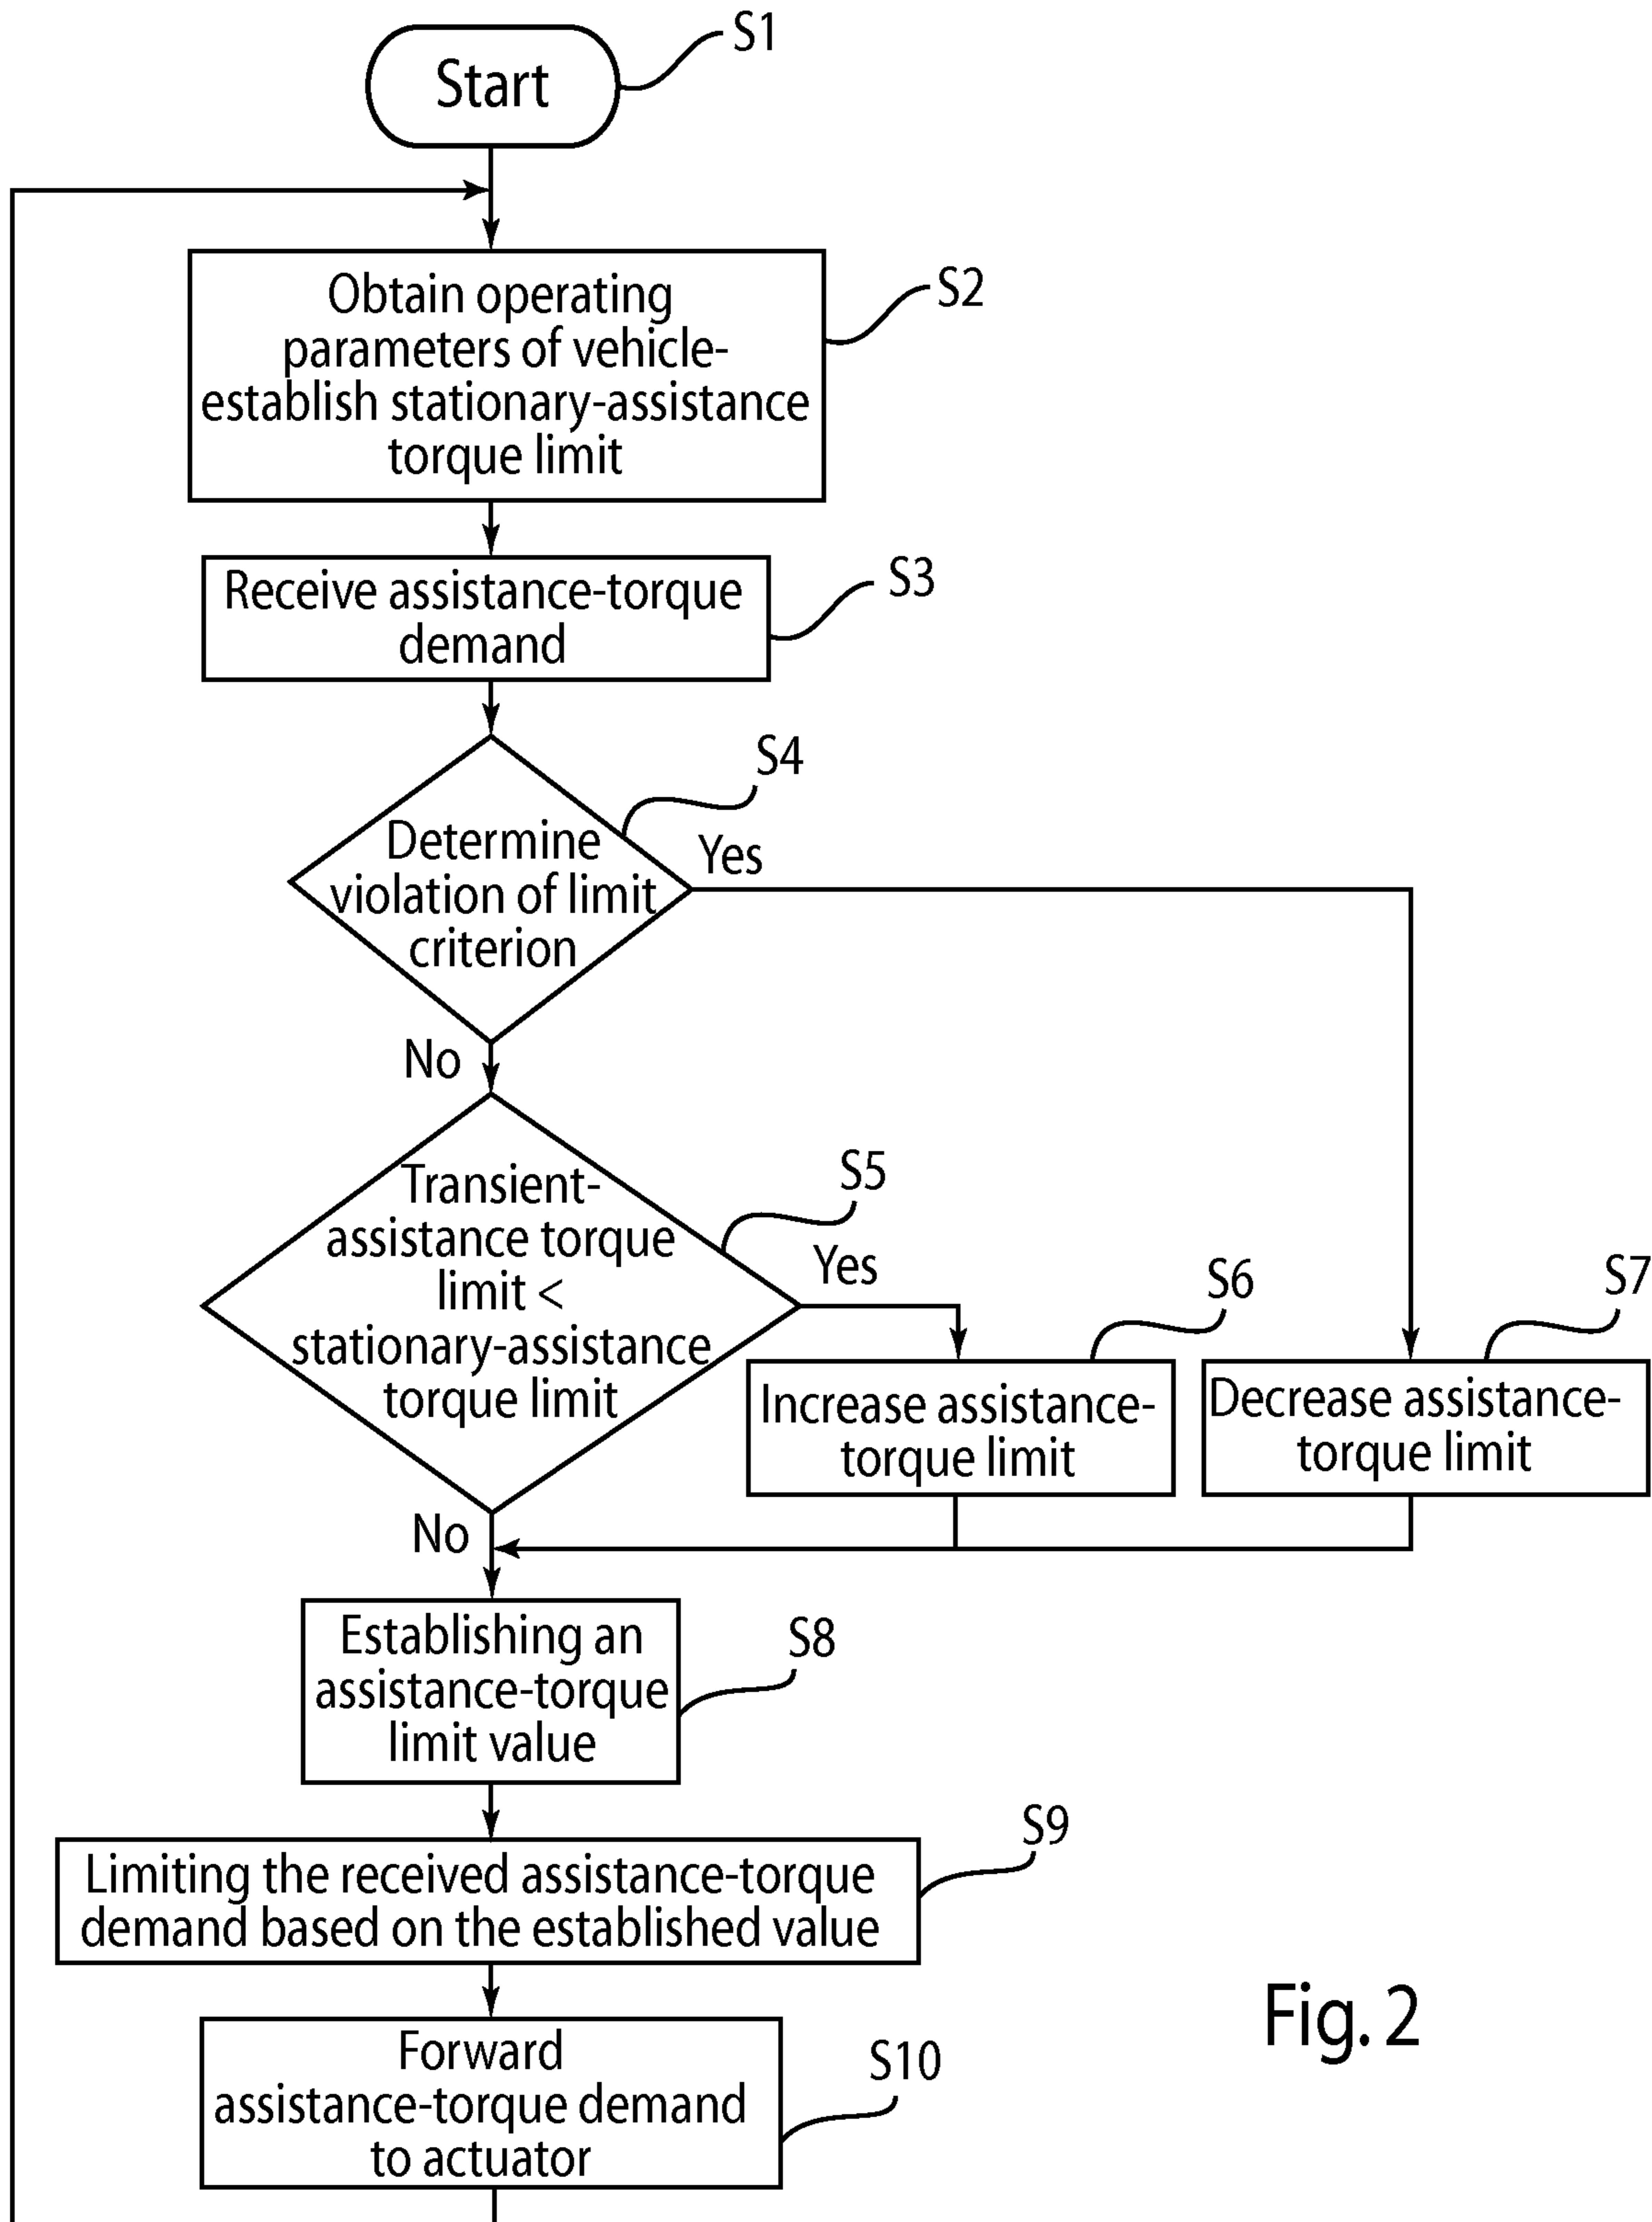 Start
S1
Obtain operating
parameters of vehicle-
establish stationary-assistance
torque limit
S2
Receive assistance-torque
demand
S3
Determine
violation of limit
criterion
S4
Yes
No
Transient-
assistance torque
limit <
stationary-assistance
torque limit
S5
Yes
No
Increase assistance-
torque limit
S6
Decrease assistance-
torque limit
S7
Establishing an
assistance-torque
limit value
S8
Limiting the received assistance-torque
demand based on the established value
S9
Forward
assistance-torque demand
to actuator
S10
Fig. 2